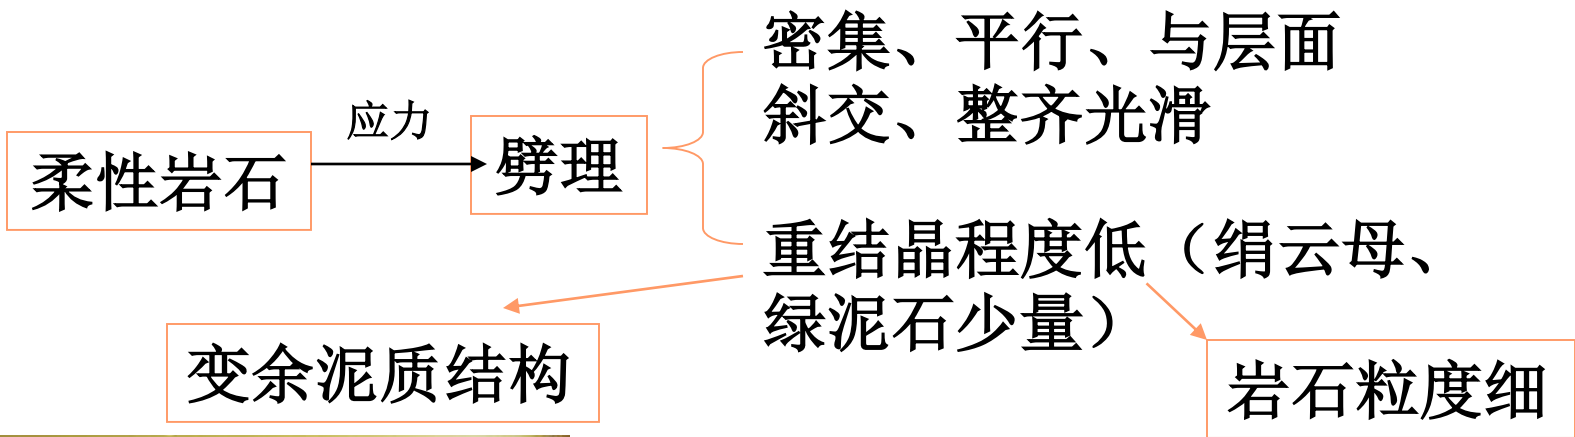 密集、平行、与层面
斜交、整齐光滑
应力
柔性岩石
劈理
重结晶程度低（绢云母、
绿泥石少量）
变余泥质结构
岩石粒度细